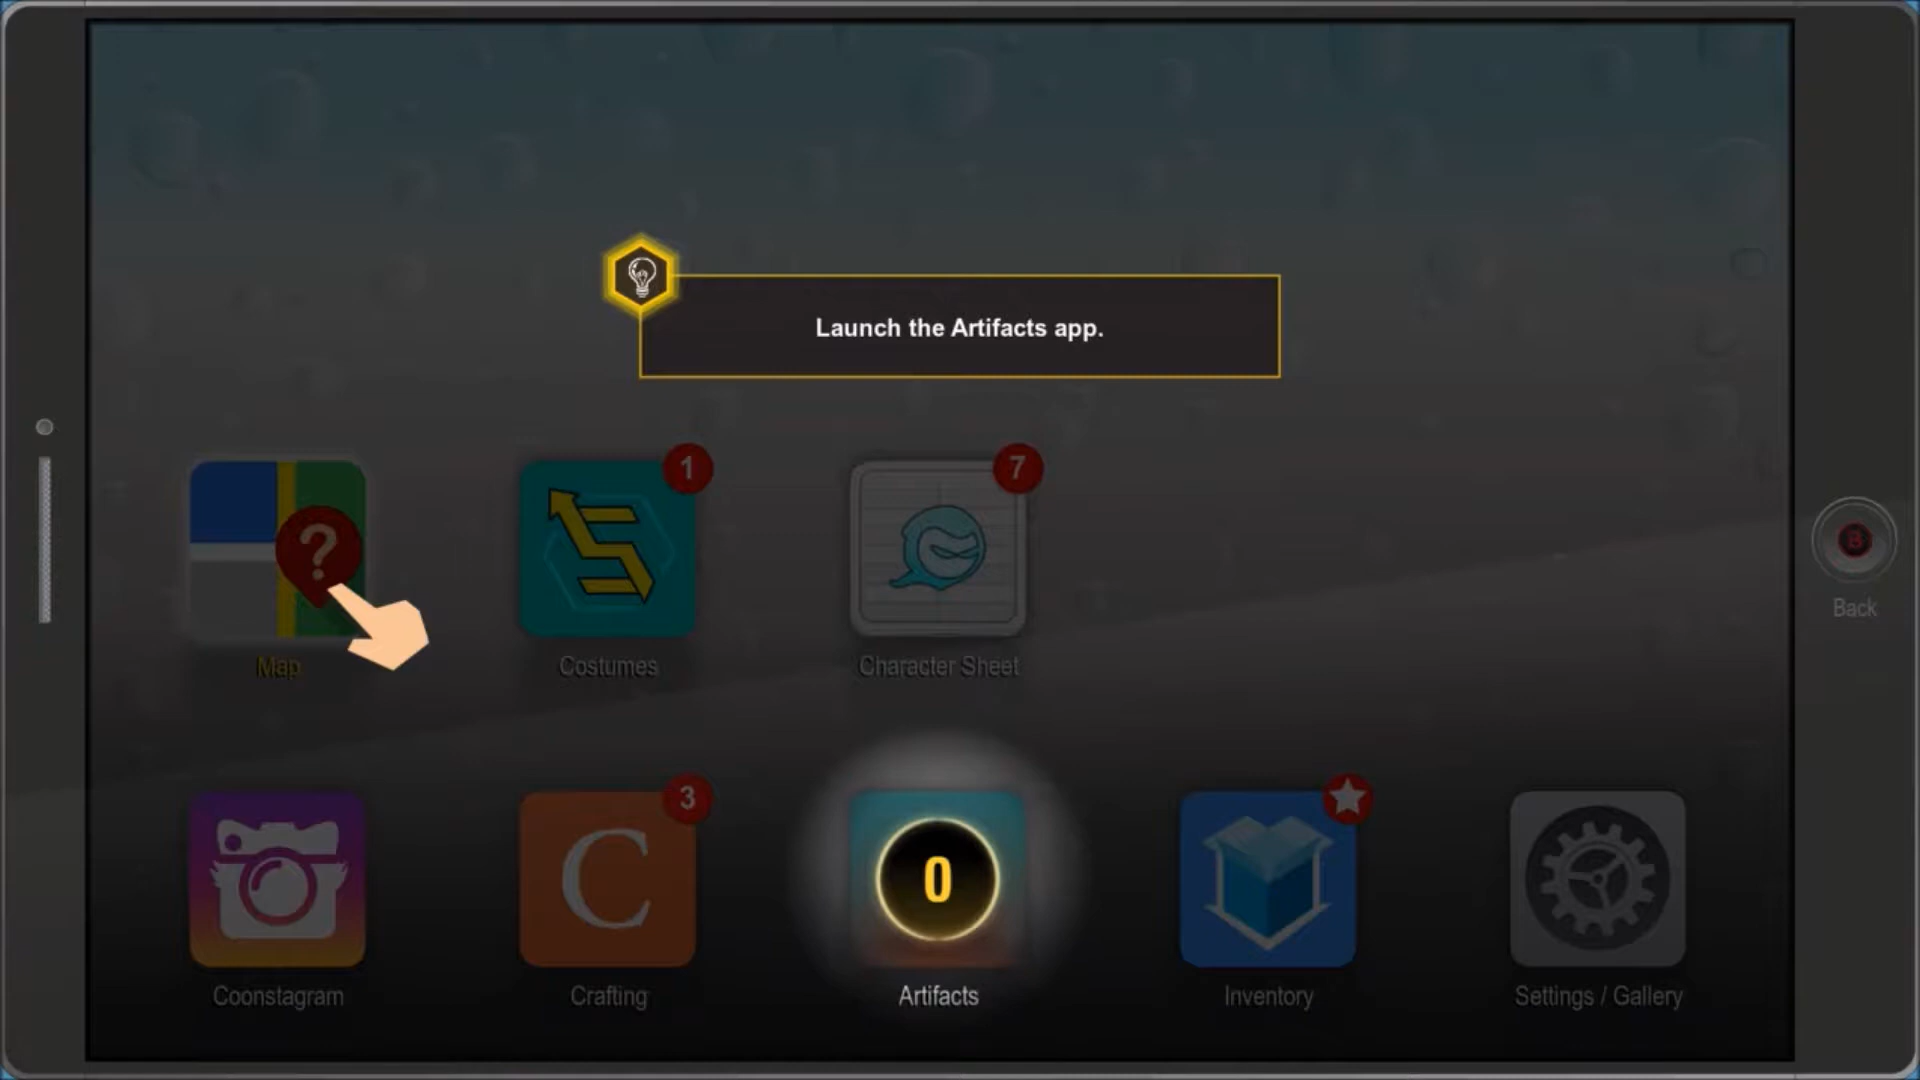 Launch the Artifacts app.
1
7
?
B
Map
Costumes
Character Sheet
Back
3
C
0
Coonstagram
Crafting
Artifacts
Inventory
Settings / Gallery